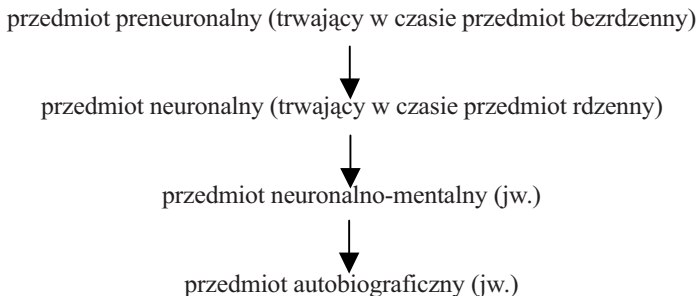 przedmiot preneuronalny (trwający w czasie przedmiot bezrdzenny)
przedmiot neuronalny (trwający w czasie przedmiot rdzenny)
przedmiot neuronalno-mentalny (jw.)
przedmiot autobiograficzny (jw.)